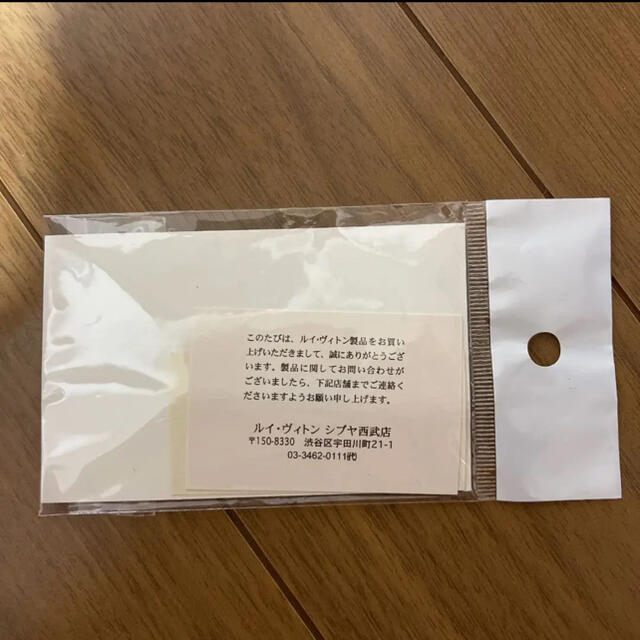 このたびは、ルイ・ヴィトン製品をお買い
上げいただきまして、誠にありがとうござ
います。製品に関してお問い合わせが
ございましたら、下記店舗までご連絡く
ださいますようお願い申し上げます。
ルイ・ヴィトン シブヤ西武店
〒150-8330 渋谷区宇田川町21-1
03-3462-0111㈹